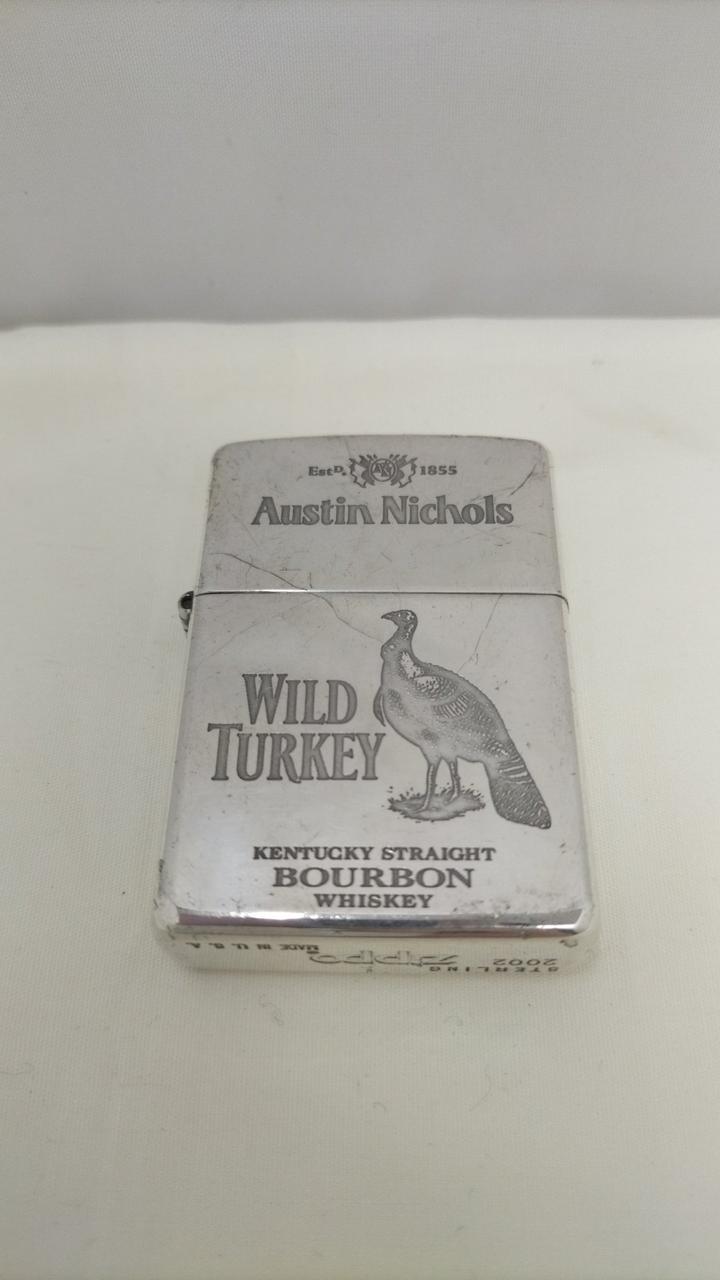 Estᴰ. 1855
Austin Nichols
WILD
TURKEY
KENTUCKY STRAIGHT
BOURBON
WHISKEY
STERLING
2002 ZIPPO MADE IN U. S. A.